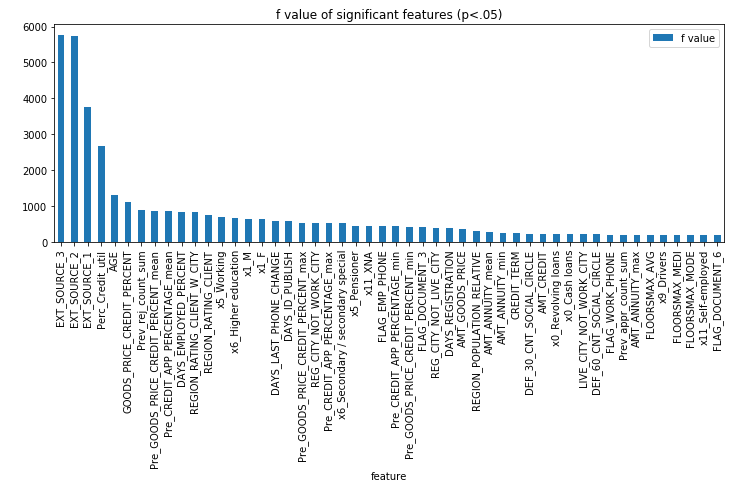 f value of significant features (p<.05)
f value
6000
5000
4000
3000
2000
1000
0
EXT_SOURCE_3
EXT_SOURCE_2
EXT_SOURCE_1
Perc_Credit_util
AGE
GOODS_PRICE_CREDIT_PERCENT
Prev_rej_count_sum
Pre_GOODS_PRICE_CREDIT_PERCENT_mean
Pre_CREDIT_APP_PERCENTAGE_mean
DAYS_EMPLOYED_PERCENT
REGION_RATING_CLIENT_W_CITY
REGION_RATING_CLIENT
x5_Working
x6_Higher education
x1_M
x1_F
DAYS_LAST_PHONE_CHANGE
DAYS_ID_PUBLISH
Pre_GOODS_PRICE_CREDIT_PERCENT_max
REG_CITY_NOT_WORK_CITY
Pre_CREDIT_APP_PERCENTAGE_max
x6_Secondary / secondary special
x5_Pensioner
x11_XNA
FLAG_EMP_PHONE
Pre_CREDIT_APP_PERCENTAGE_min
Pre_GOODS_PRICE_CREDIT_PERCENT_min
FLAG_DOCUMENT_3
REG_CITY_NOT_LIVE_CITY
DAYS_REGISTRATION
AMT_GOODS_PRICE
REGION_POPULATION_RELATIVE
AMT_ANNUITY_mean
AMT_ANNUITY_min
CREDIT_TERM
DEF_30_CNT_SOCIAL_CIRCLE
AMT_CREDIT
x0_Revolving loans
x0_Cash loans
LIVE_CITY_NOT_WORK_CITY
DEF_60_CNT_SOCIAL_CIRCLE
FLAG_WORK_PHONE
Prev_appr_count_sum
AMT_ANNUITY_max
FLOORSMAX_AVG
x9_Drivers
FLOORSMAX_MEDI
FLOORSMAX_MODE
x11_Self-employed
FLAG_DOCUMENT_6
feature